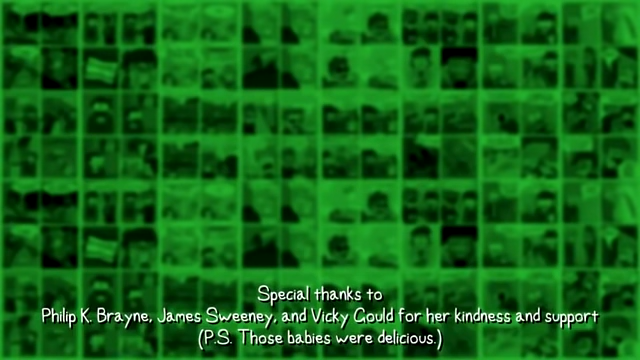 Special thanks to
Philip K. Brayne, James Sweeney, and Vicky Gould for her kindness and support
(P.S. Those babies were delicious.)